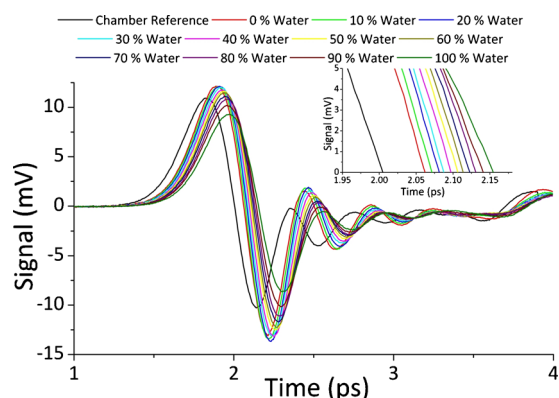 Chamber Reference 0 % Water 10 % Water 20 % Water
30 % Water 40 % Water 50 % Water 60 % Water
70 % Water 80 % Water 90 % Water 100 % Water
Signal (mV)
10
5
0
-5
-10
-15
1 2 3 4
Time (ps)
Signal (mV)
5
4
3
2
1
0
1.95 2.00 2.05 2.10 2.15
Time (ps)